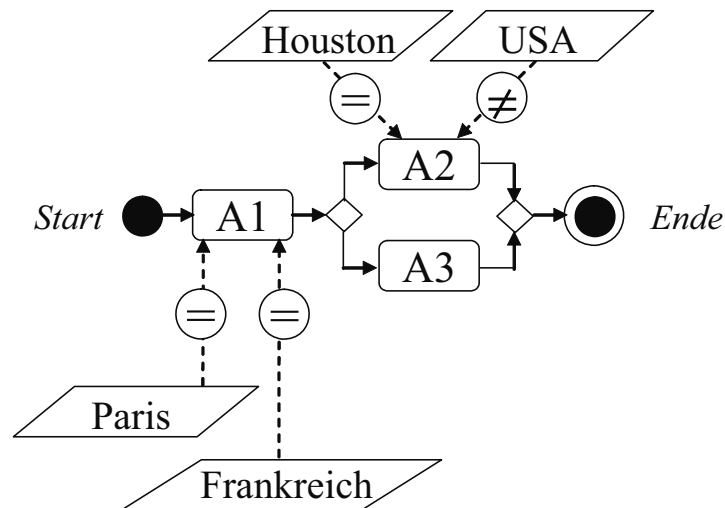 Houston
USA
=
≠
A2
Start
A1
Ende
A3
=
=
Paris
Frankreich